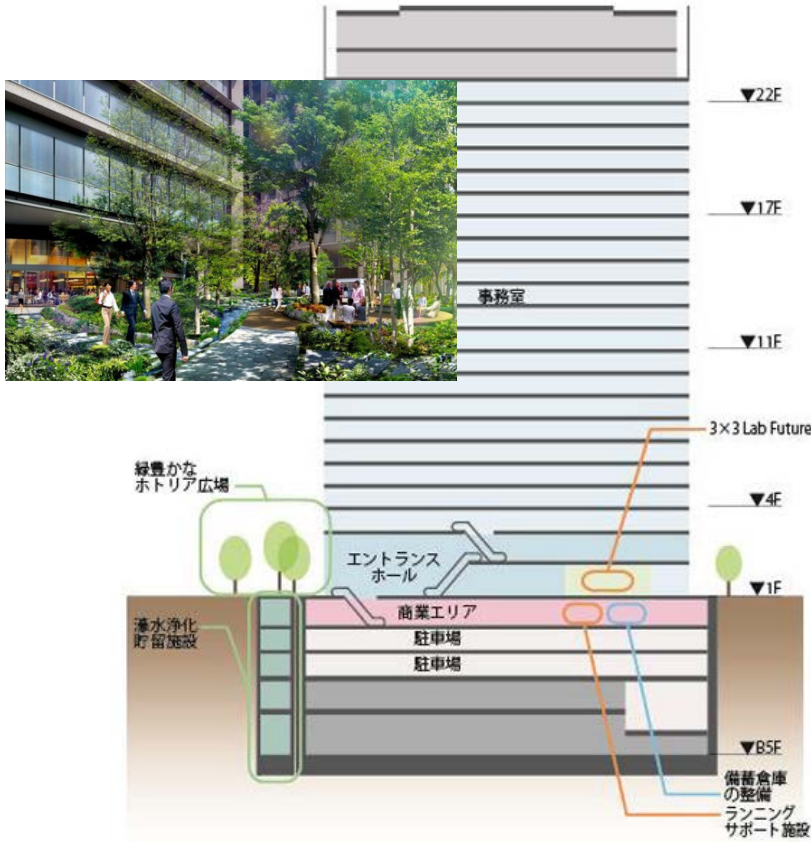 ▼22F
▼17F
事務室
▼11F
3×3 Lab Future
緑豊かな
ホトリア広場
▼4F
エントランス
ホール
▼1F
商業エリア
濠水浄化
貯留施設
駐車場
駐車場
▼B5F
備蓄倉庫
の整備
ランニング
サポート施設